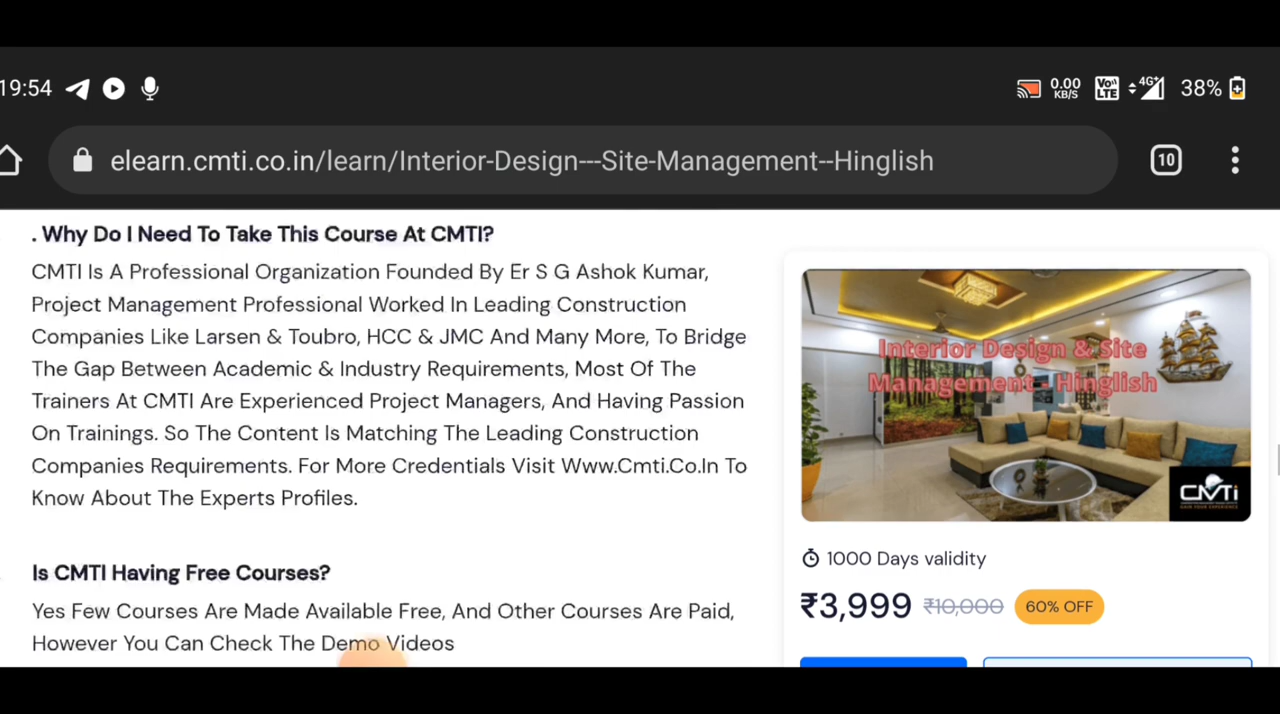 19:54
0.00
KB/S
Vo
LTE
4G+
38%
elearn.cmti.co.in/learn/Interior-Design---Site-Management--Hinglish
10
. Why Do I Need To Take This Course At CMTI?
CMTI Is A Professional Organization Founded By Er S G Ashok Kumar,
Project Management Professional Worked In Leading Construction
Companies Like Larsen & Toubro, HCC & JMC And Many More, To Bridge
The Gap Between Academic & Industry Requirements, Most Of The
Trainers At CMTI Are Experienced Project Managers, And Having Passion
On Trainings. So The Content Is Matching The Leading Construction
Companies Requirements. For More Credentials Visit Www.Cmti.Co.In To
Know About The Experts Profiles.
Is CMTI Having Free Courses?
Yes Few Courses Are Made Available Free, And Other Courses Are Paid,
However You Can Check The Demo Videos
Interior Design & Site
Management - Hinglish
CMTi
1000 Days validity
₹3,999 ₹10,000 60% OFF